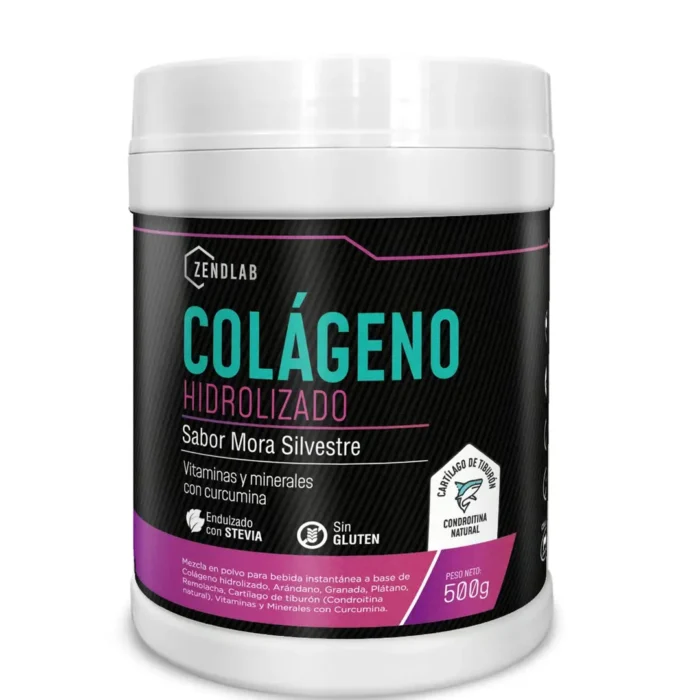 ZENDLAB
COLÁGENO
HIDROLIZADO
Sabor Mora Silvestre
Vitaminas y minerales
con curcumina
Endulzado
con STEVIA
Sin
GLUTEN
CARTÍLAGO DE TIBURÓN
CONDROITINA
NATURAL
Mezcla en polvo para bebida instantánea a base de
Colágeno hidrolizado, Arándano, Granada, Plátano,
Remolacha, Cartílago de tiburón (Condroitina
natural), Vitaminas y Minerales con Curcumina.
PESO NETO:
500g